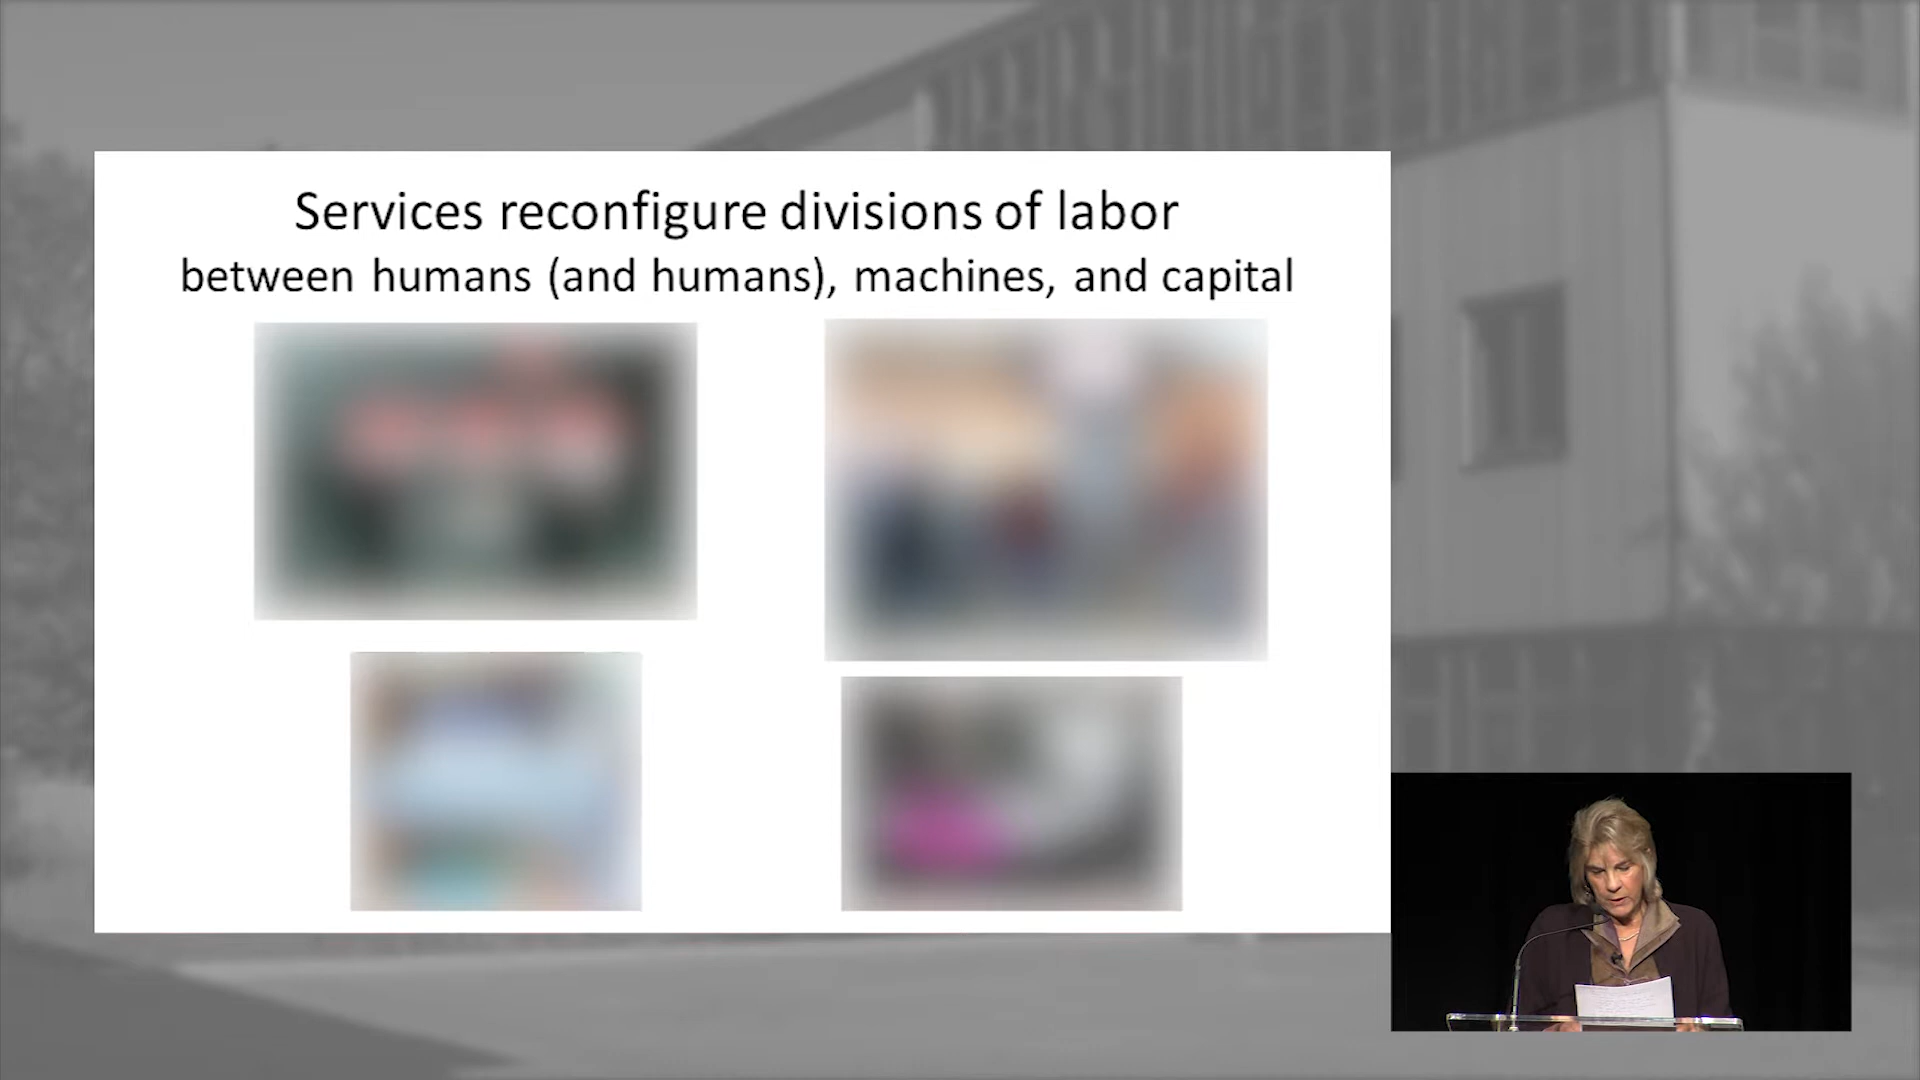 Services reconfigure divisions of labor
between humans (and humans), machines, and capital